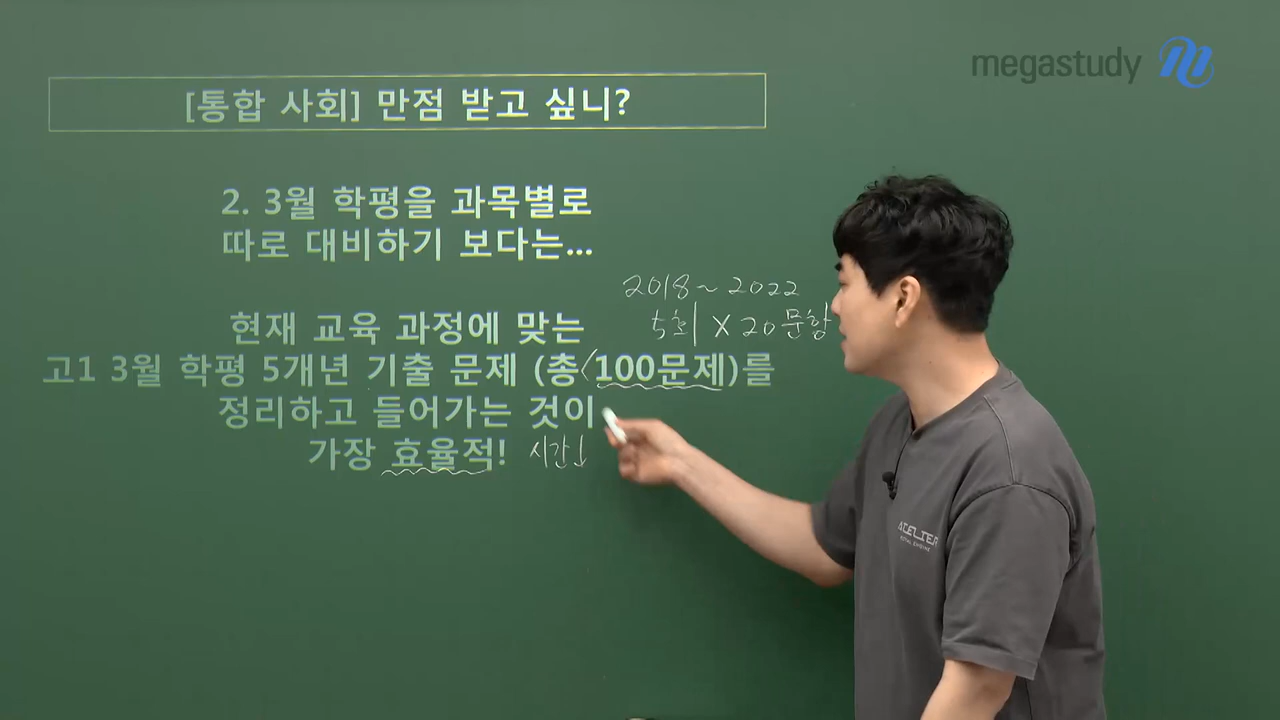 megastudy
[통합 사회] 만점 받고 싶니?
2. 3월 학평을 과목별로
따로 대비하기 보다는...
2018~2022
5회 X 20문항
현재 교육 과정에 맞는
고1 3월 학평 5개년 기출 문제 (총<100문제)를
정리하고 들어가는 것이
가장 효율적! 시간↓